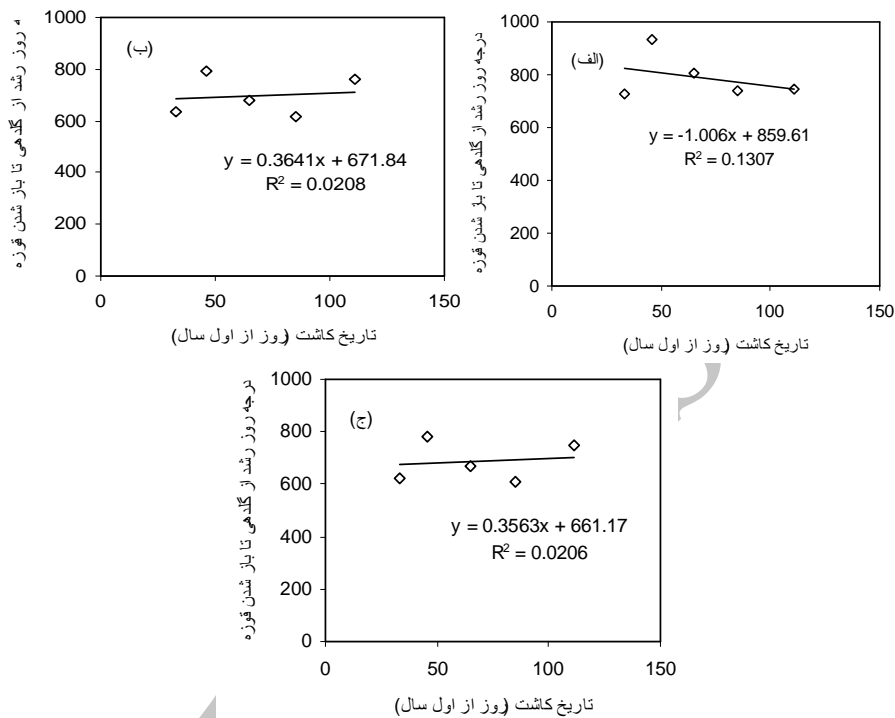 (الف)
درجه روز رشد از گلدهی تا باز شدن قوزه
1000
800
600
400
200
0
y = -1.006x + 859.61
R² = 0.1307
0 50 100 150
تاریخ کاشت (روز از اول سال)
(ب)
ه روز رشد از گلدهی تا باز شدن قوزه
1000
800
600
400
200
0
y = 0.3641x + 671.84
R² = 0.0208
0 50 100 150
تاریخ کاشت (روز از اول سال)
(ج)
درجه روز رشد از گلدهی تا باز شدن قوزه
1000
800
600
400
200
0
y = 0.3563x + 661.17
R² = 0.0206
0 50 100 150
تاریخ کاشت (روز از اول سال)